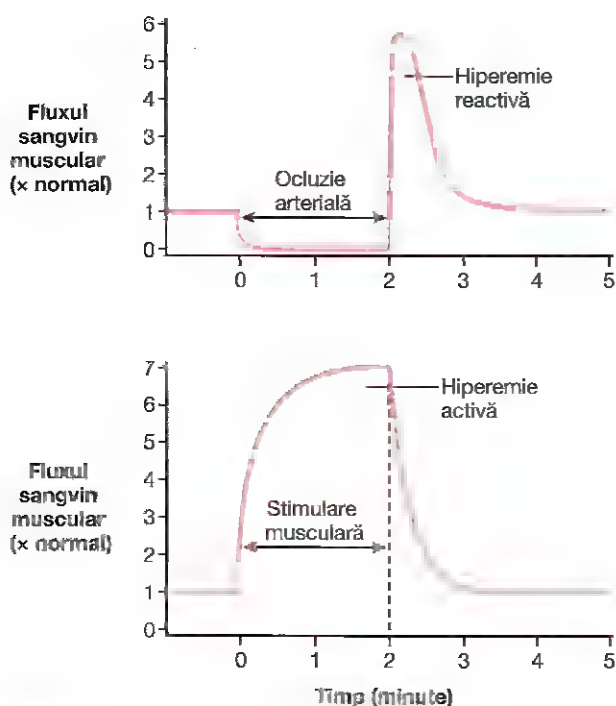 6
5
4
3
2
1
0
Fluxul
sangvin
muscular
(× normal)
Hiperemie
reactivă
Ocluzie
arterială
0 1 2 3 4 5
7
6
5
4
3
2
1
0
Fluxul
sangvin
muscular
(× normal)
Hiperemie
activă
Stimulare
musculară
0 1 2 3 4 5
Timp (minute)